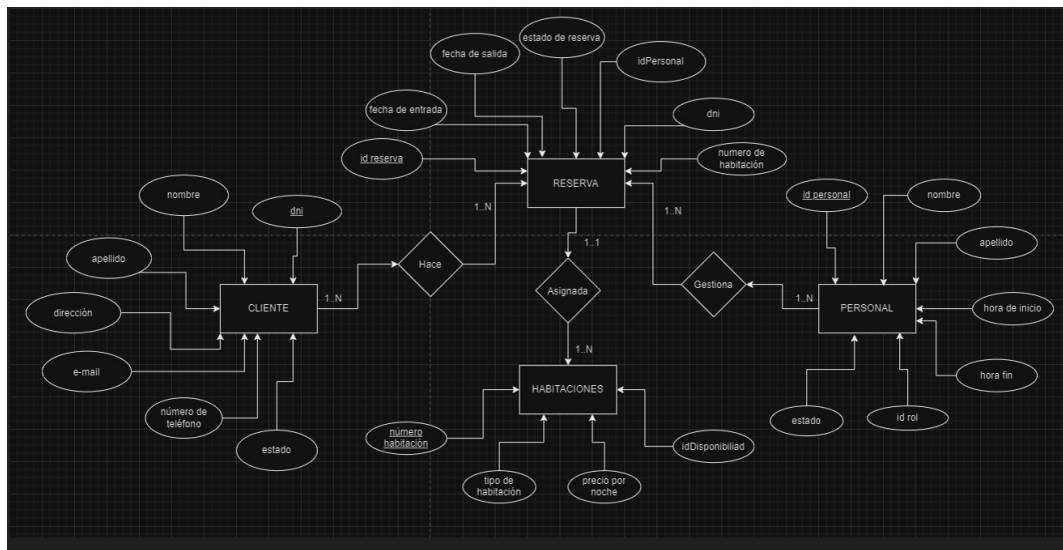 estado de reserva
fecha de salida
idPersonal
fecha de entrada
dni
id reserva
numero de
habitación
RESERVA
nombre
dni
1..N
1..N
id personal
nombre
apellido
1..1
apellido
Hace
Asignada
Gestiona
dirección
CLIENTE
1..N
1..N
PERSONAL
hora de inicio
e-mail
1..N
hora fin
HABITACIONES
número de
teléfono
estado
número
habitación
idDisponibiliad
estado
id rol
tipo de
habitación
precio por
noche